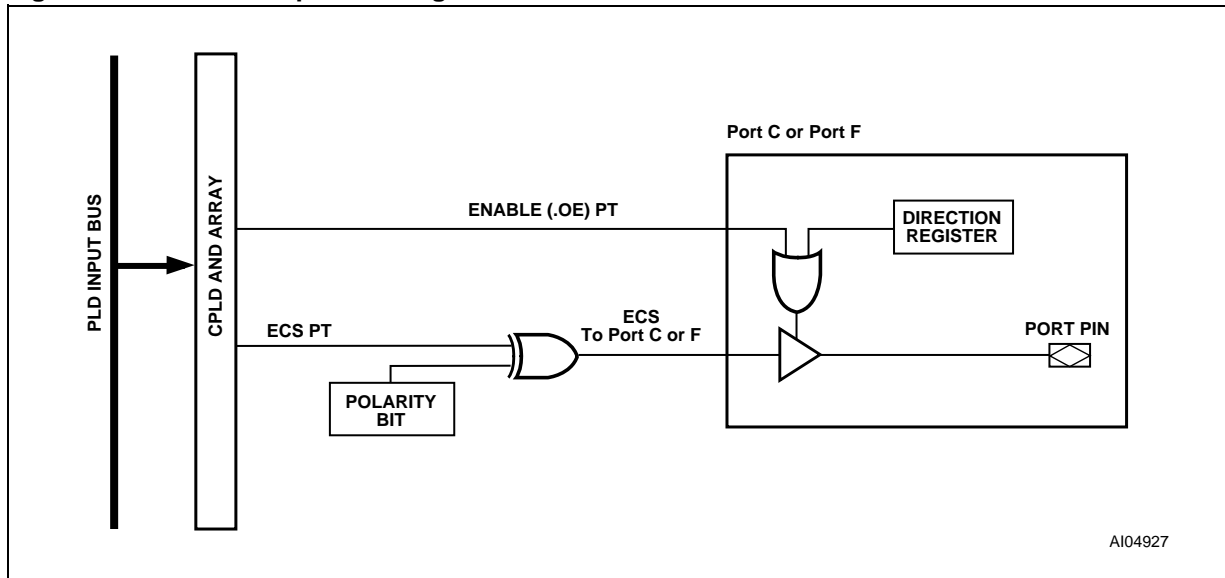 Port C or Port F
PLD INPUT BUS
CPLD AND ARRAY
ENABLE (.OE) PT
DIRECTION
REGISTER
ECS PT
ECS
To Port C or F
PORT PIN
POLARITY
BIT
AI04927